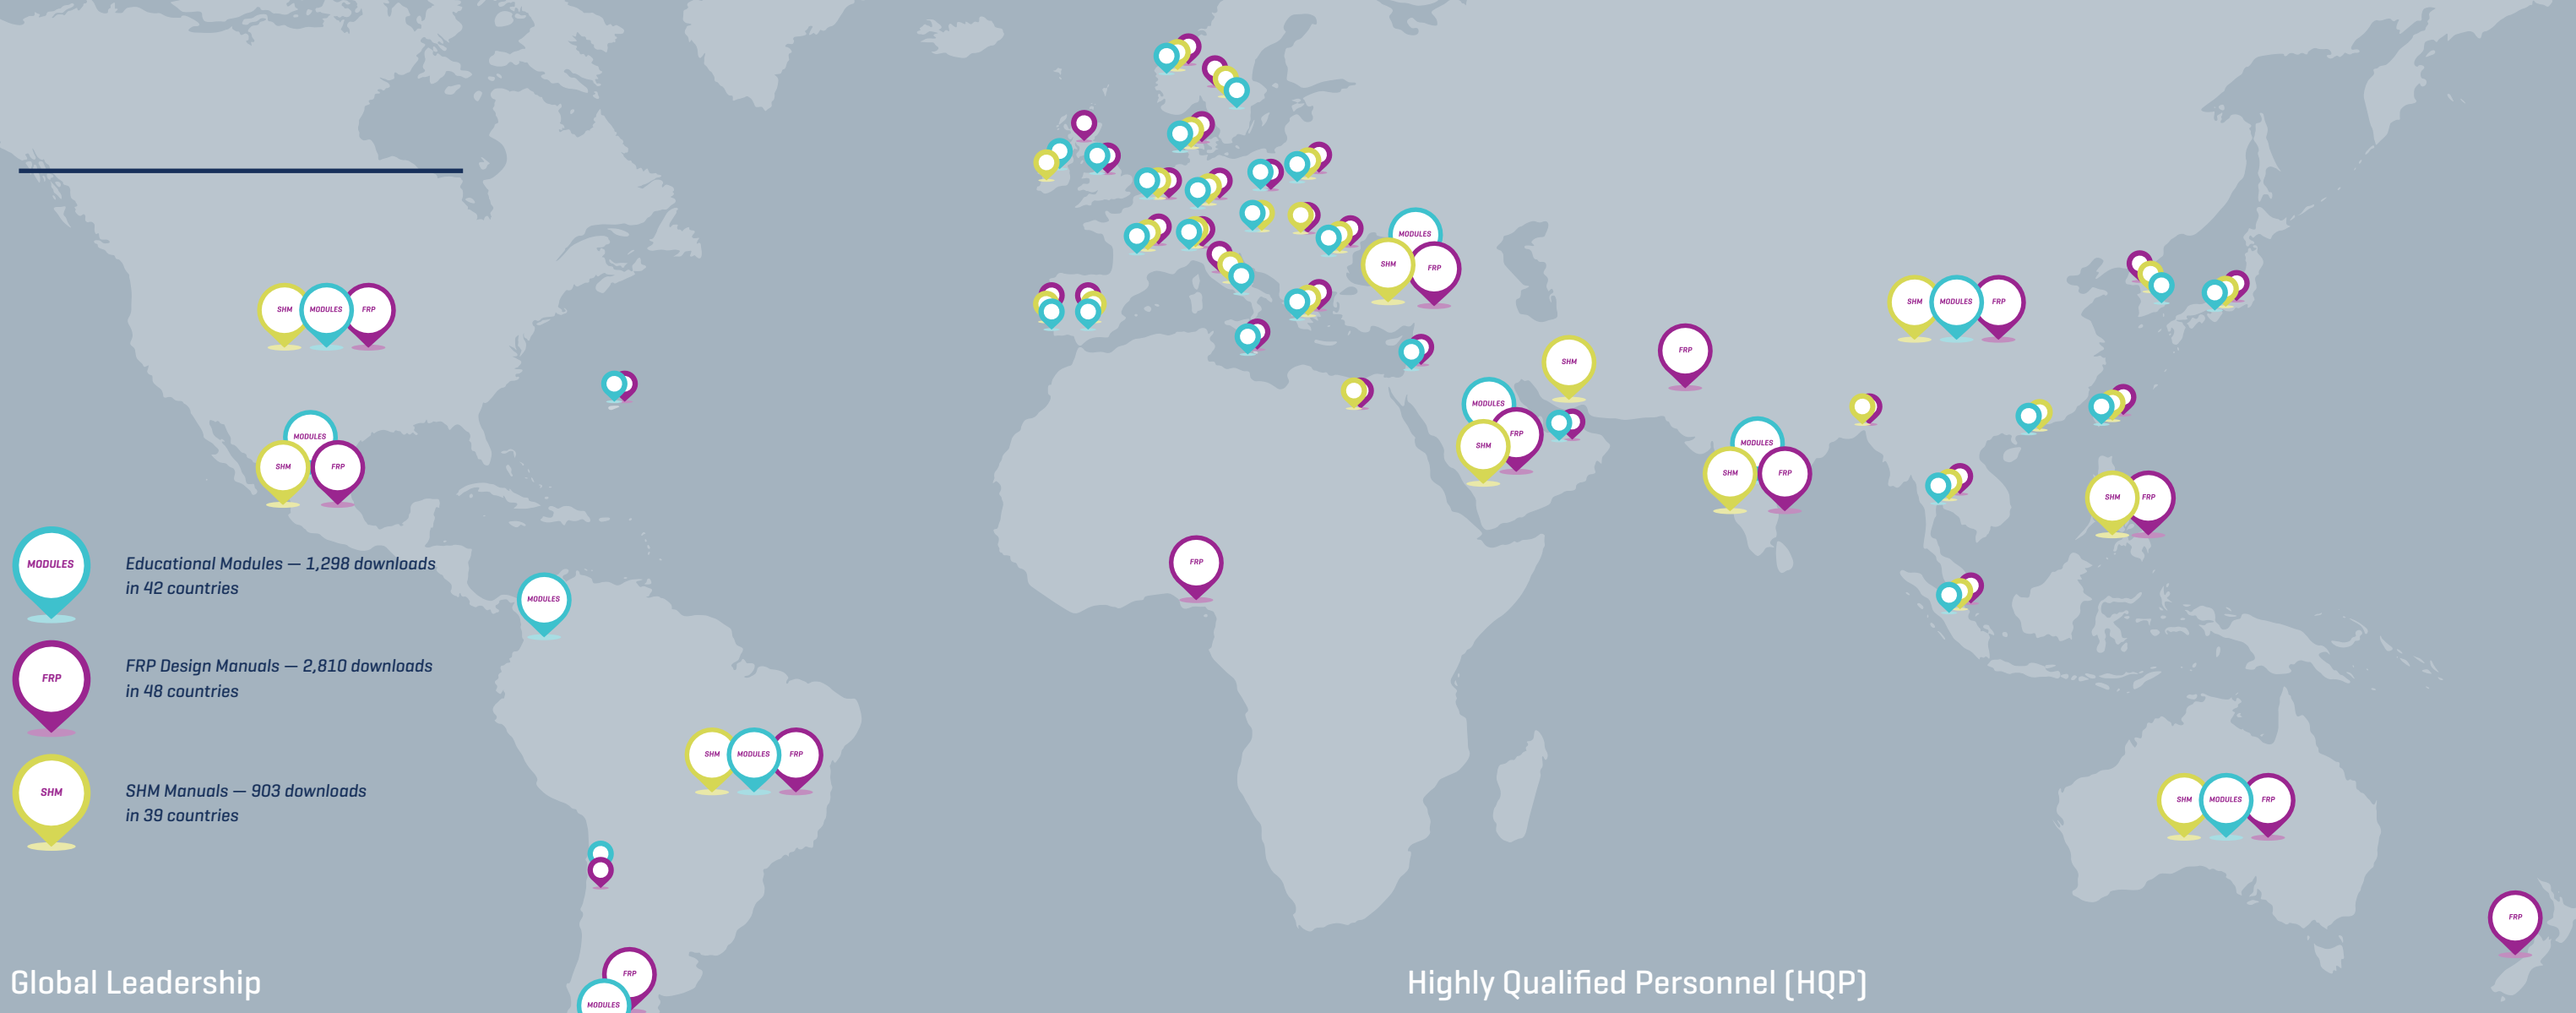 MODULES
SHM
FRP
SHM
MODULES
FRP
SHM
MODULES
FRP
SHM
FRP
MODULES
SHM
FRP
MODULES
SHM
FRP
MODULES
SHM
FRP
MODULES
SHM
FRP
SHM
FRP
MODULES
Educational Modules — 1,298 downloads
in 42 countries
FRP
MODULES
FRP
FRP Design Manuals — 2,810 downloads
in 48 countries
SHM
MODULES
FRP
SHM
SHM Manuals — 903 downloads
in 39 countries
SHM
MODULES
FRP
FRP
FRP
MODULES
Global Leadership
Highly Qualified Personnel (HQP)